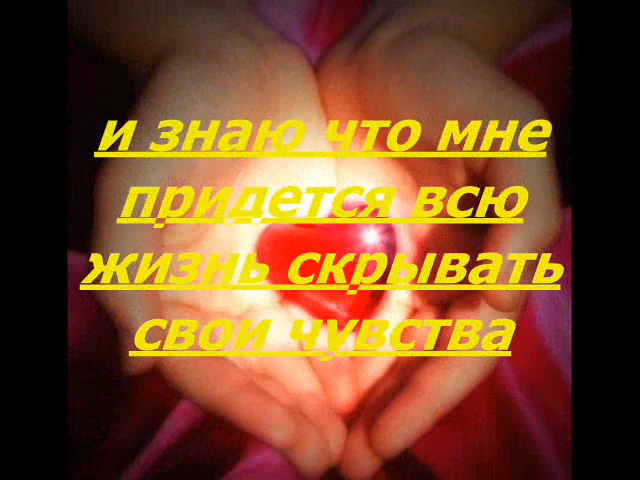 и знаю что мне
придется всю
жизнь скрывать
свои чувства